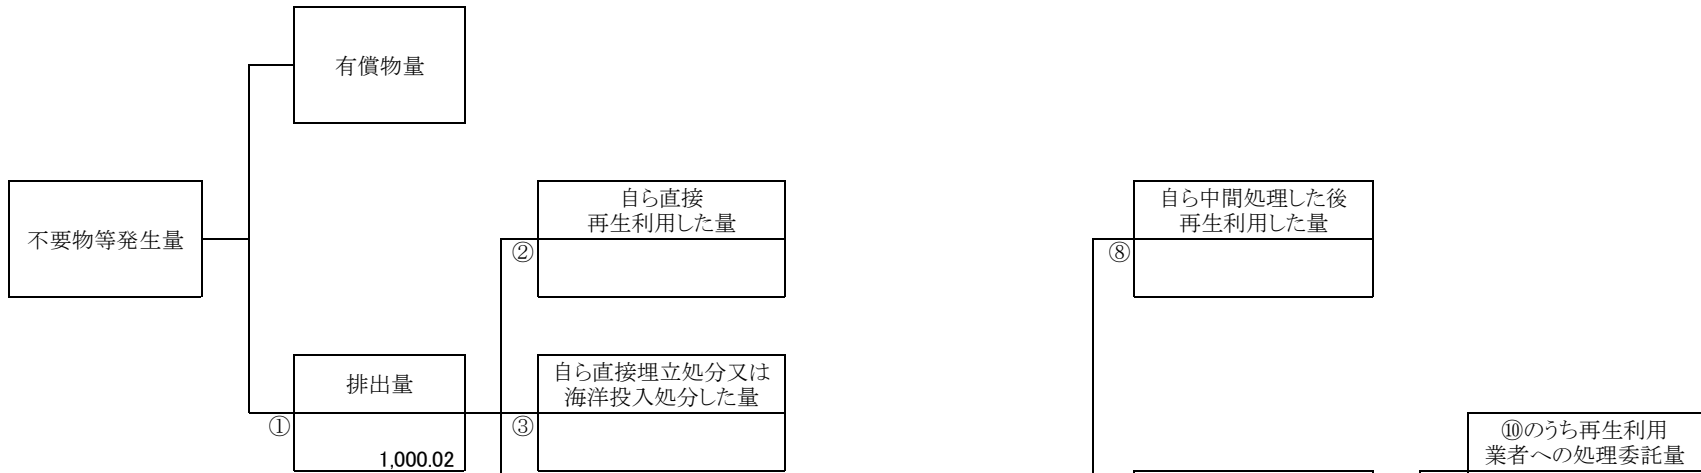 有償物量
不要物等発生量
自ら直接
再生利用した量
②
自ら中間処理した後
再生利用した量
⑧
排出量
①
1,000.02
自ら直接埋立処分又は
海洋投入処分した量
③
⑩のうち再生利用
業者への処理委託量